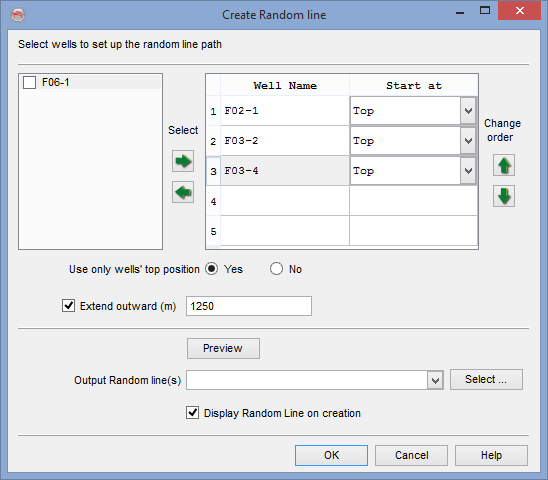 Create Random line
Select wells to set up the random line path
F06-1
Select
Well Name Start at
1 F02-1 Top
2 F03-2 Top
3 F03-4 Top
4
5
Change
order
Use only wells' top position Yes No
Extend outward (m) 1250
Preview
Output Random line(s) Select ...
Display Random Line on creation
OK Cancel Help